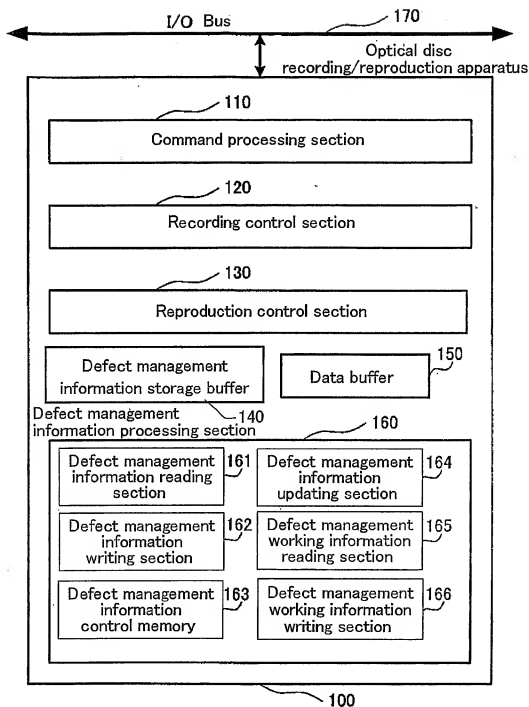 I/O Bus
170
Optical disc
recording/reproduction apparatus
110
Command processing section
120
Recording control section
130
Reproduction control section
Defect management
information storage buffer
140
150
Data buffer
Defect management
information processing section
160
Defect management
information reading
section
161
Defect management
information
updating section
164
Defect management
information
writing section
162
Defect management
working information
reading section
165
Defect management
information
control memory
163
Defect management
working information
writing section
166
100